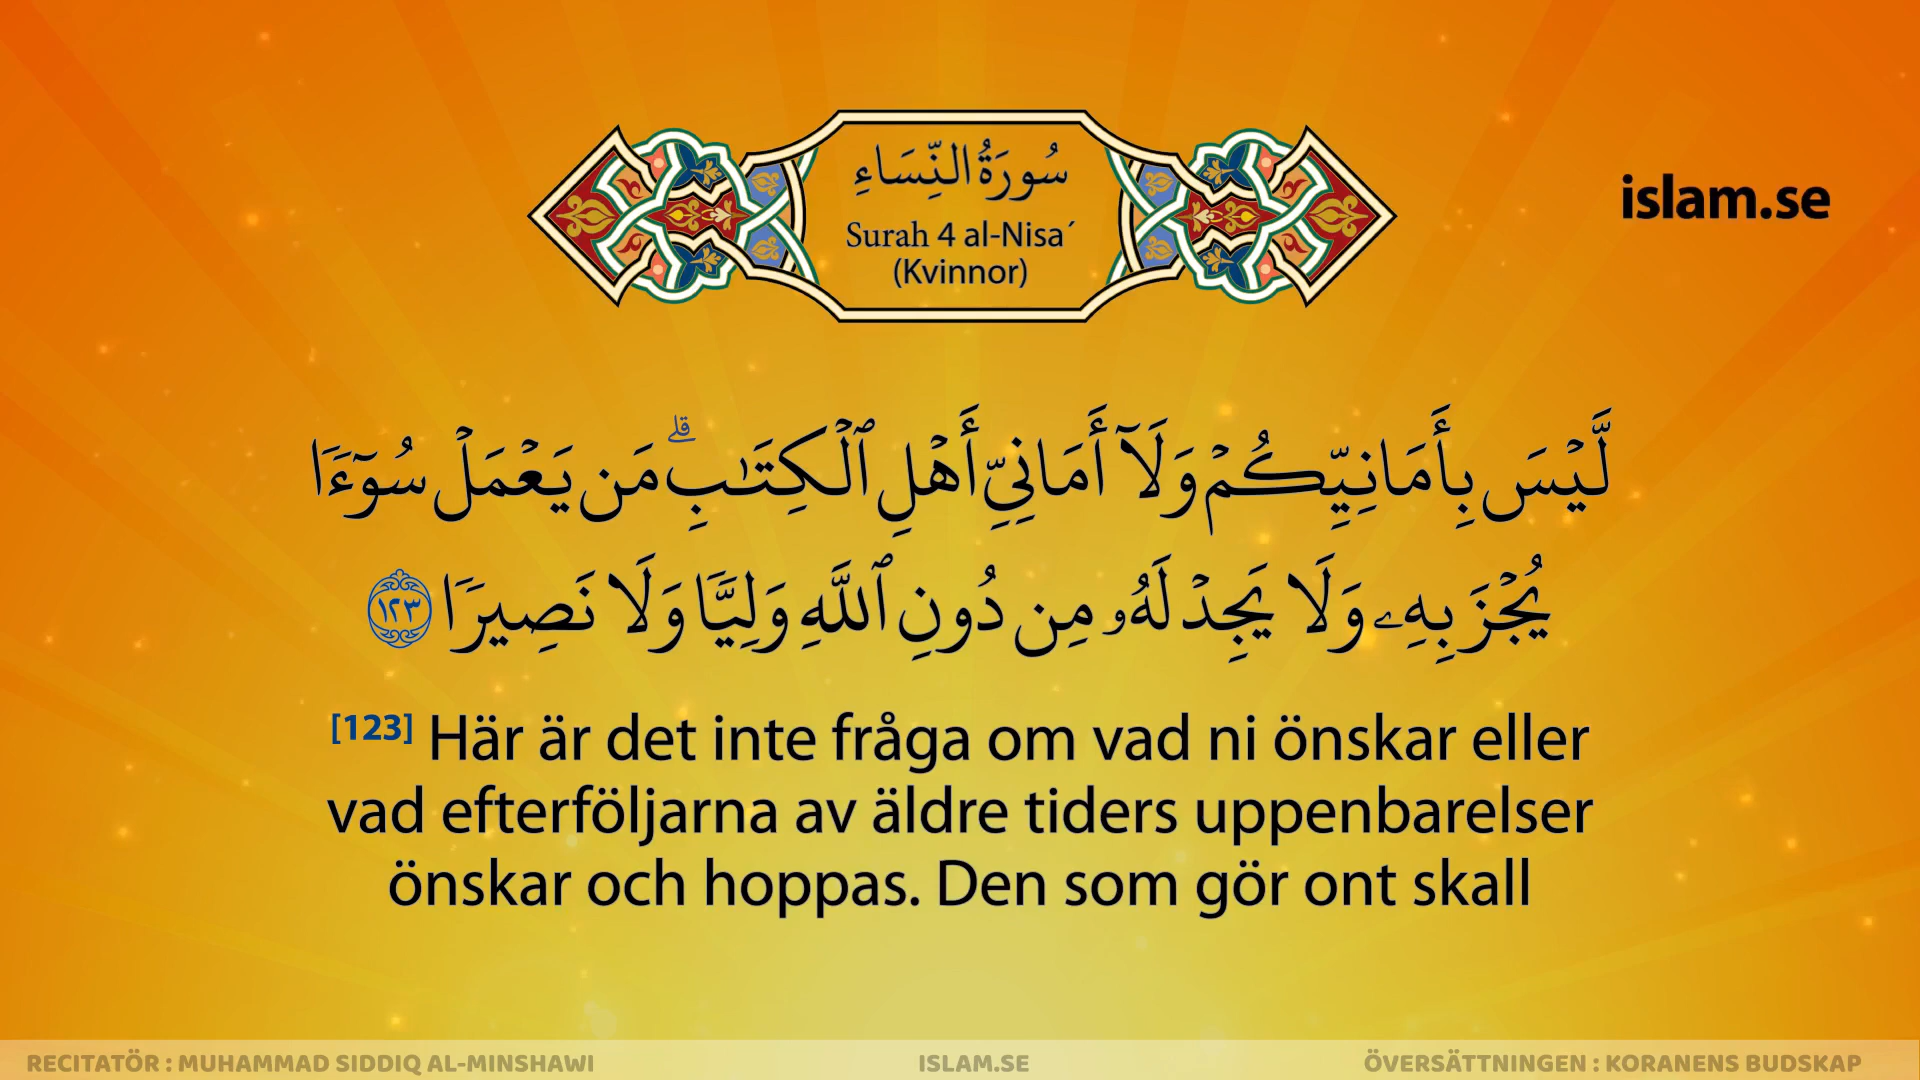 سُورَةُ النِّسَاءِ
Surah 4 al-Nisa´
(Kvinnor)
islam.se
لَّيْسَ بِأَمَانِيِّكُمْ وَلَآ أَمَانِىِّ أَهْلِ ٱلْكِتَـٰبِ ۗ مَن يَعْمَلْ سُوٓءًا
يُجْزَ بِهِۦ وَلَا يَجِدْ لَهُۥ مِن دُونِ ٱللَّهِ وَلِيًّا وَلَا نَصِيرًا ١٢٣
[123] Här är det inte fråga om vad ni önskar eller
vad efterföljarna av äldre tiders uppenbarelser
önskar och hoppas. Den som gör ont skall
RECITATÖR : MUHAMMAD SIDDIQ AL-MINSHAWI
ISLAM.SE
ÖVERSÄTTNINGEN : KORANENS BUDSKAP